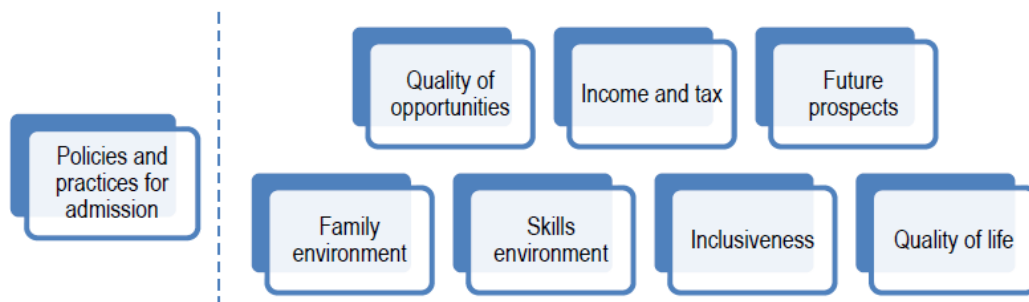 Policies and
practices for
admission
Quality of
opportunities
Income and tax
Future
prospects
Family
environment
Skills
environment
Inclusiveness
Quality of life